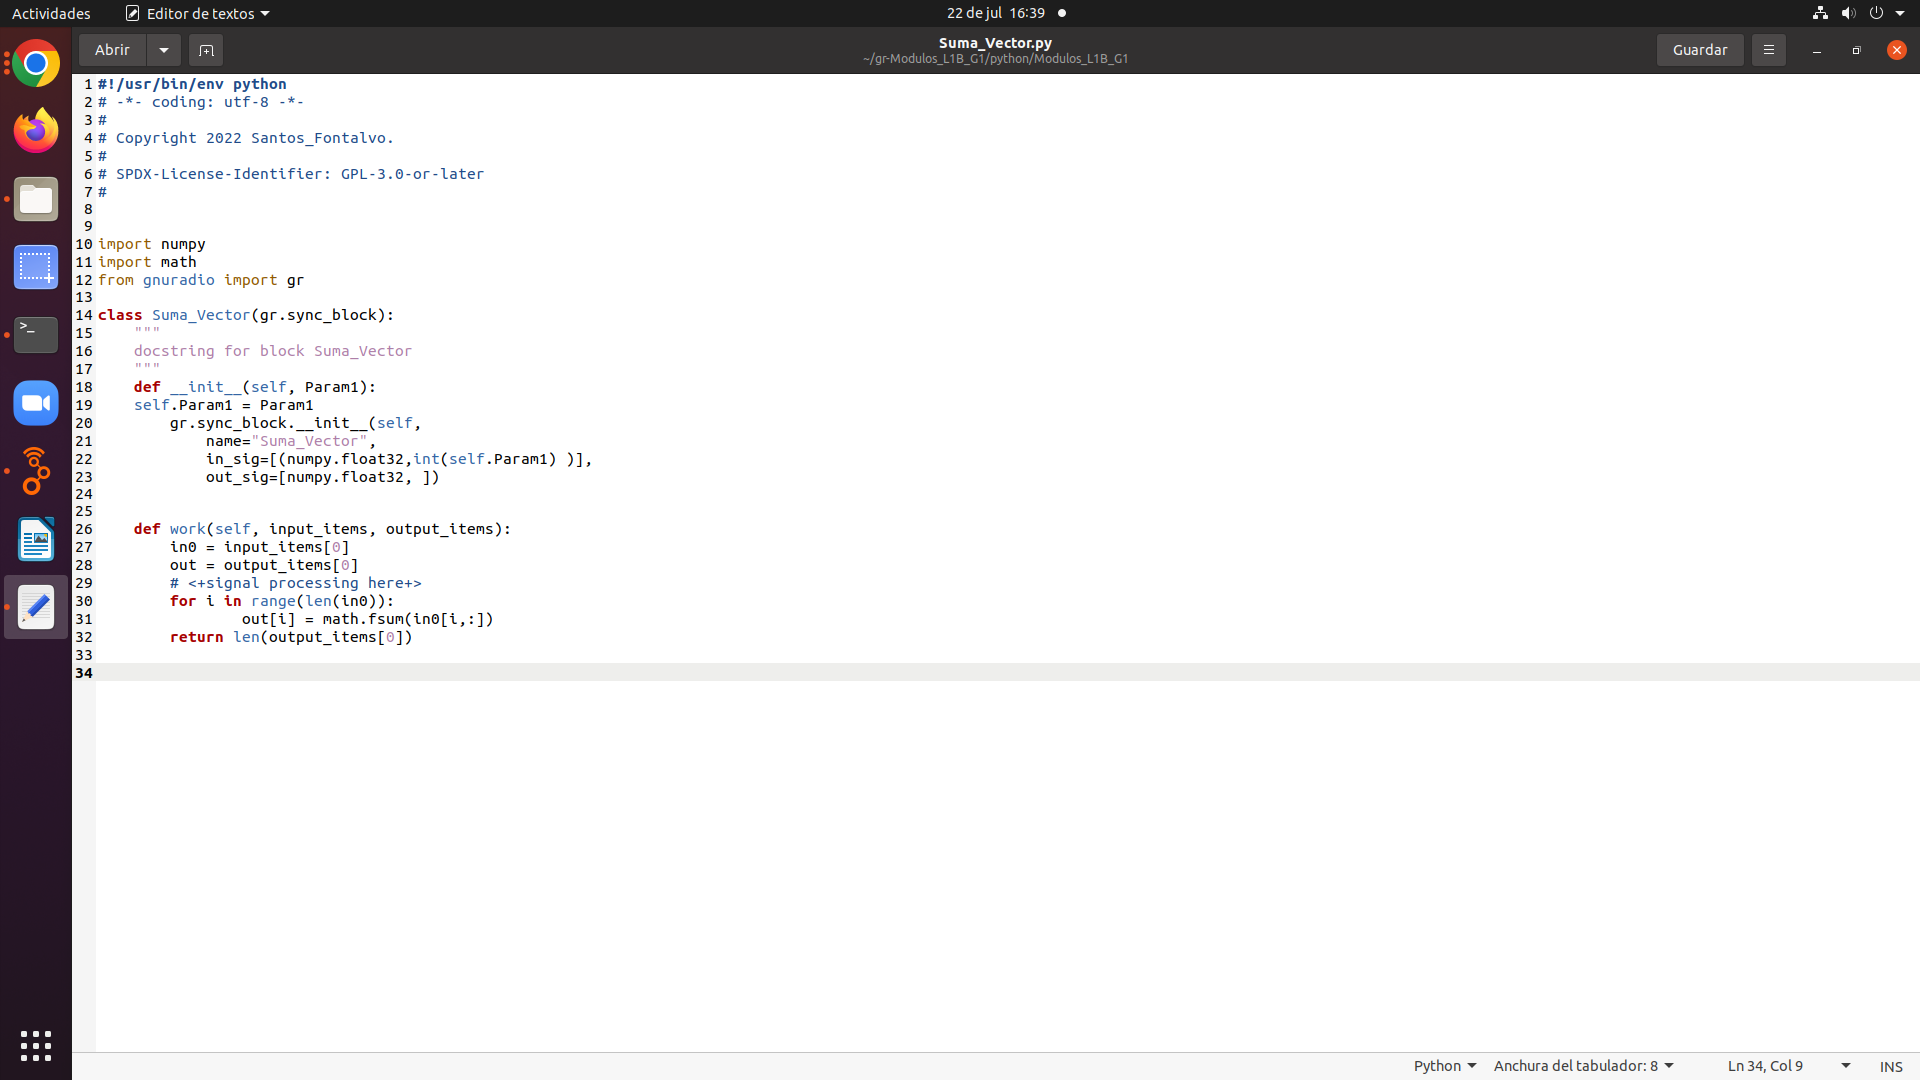 Actividades Editor de textos 22 de jul 16:39
Abrir Suma_Vector.py Guardar
~/gr-Modulos_L1B_G1/python/Modulos_L1B_G1
1 #!/usr/bin/env python
2 # -*- coding: utf-8 -*-
3 #
4 # Copyright 2022 Santos_Fontalvo.
5 #
6 # SPDX-License-Identifier: GPL-3.0-or-later
7 #
8
9
10 import numpy
11 import math
12 from gnuradio import gr
13
14 class Suma_Vector(gr.sync_block):
15     """
16     docstring for block Suma_Vector
17     """
18     def __init__(self, Param1):
19     self.Param1 = Param1
20         gr.sync_block.__init__(self,
21             name="Suma_Vector",
22             in_sig=[(numpy.float32,int(self.Param1) )],
23             out_sig=[numpy.float32, ])
24
25
26     def work(self, input_items, output_items):
27         in0 = input_items[0]
28         out = output_items[0]
29         # <+signal processing here+>
30         for i in range(len(in0)):
31                 out[i] = math.fsum(in0[i,:])
32         return len(output_items[0])
33
34
Python Anchura del tabulador: 8 Ln 34, Col 9 INS